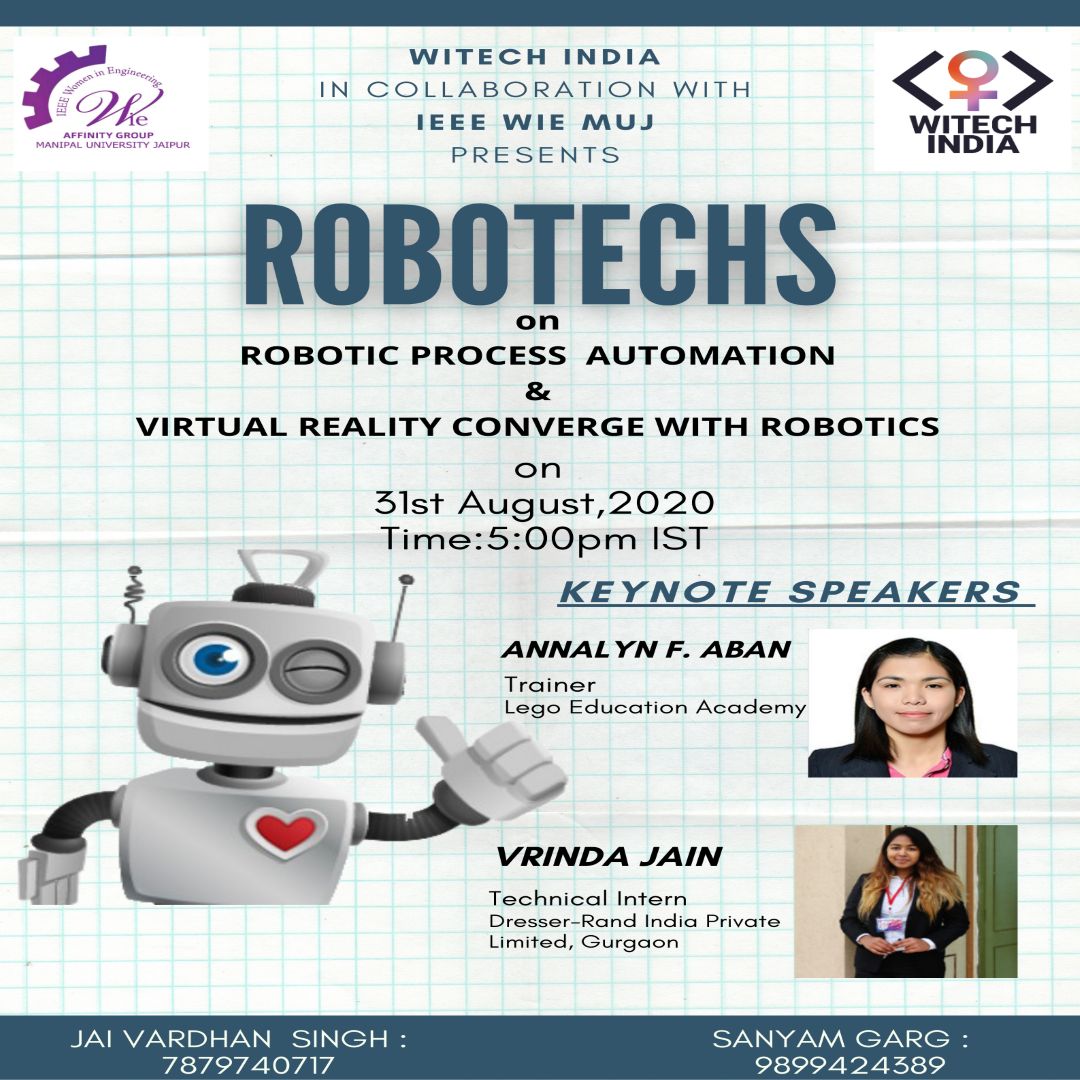 IEEE Women in Engineering
Wie
AFFINITY GROUP
MANIPAL UNIVERSITY JAIPUR
WITECH INDIA
IN COLLABORATION WITH
IEEE WIE MUJ
PRESENTS
WITECH
INDIA
ROBOTECHS
on
ROBOTIC PROCESS AUTOMATION
&
VIRTUAL REALITY CONVERGE WITH ROBOTICS
on
31st August,2020
Time:5:00pm IST
KEYNOTE SPEAKERS
ANNALYN F. ABAN
Trainer
Lego Education Academy
VRINDA JAIN
Technical Intern
Dresser-Rand India Private
Limited, Gurgaon
JAI VARDHAN SINGH :
7879740717
SANYAM GARG :
9899424389